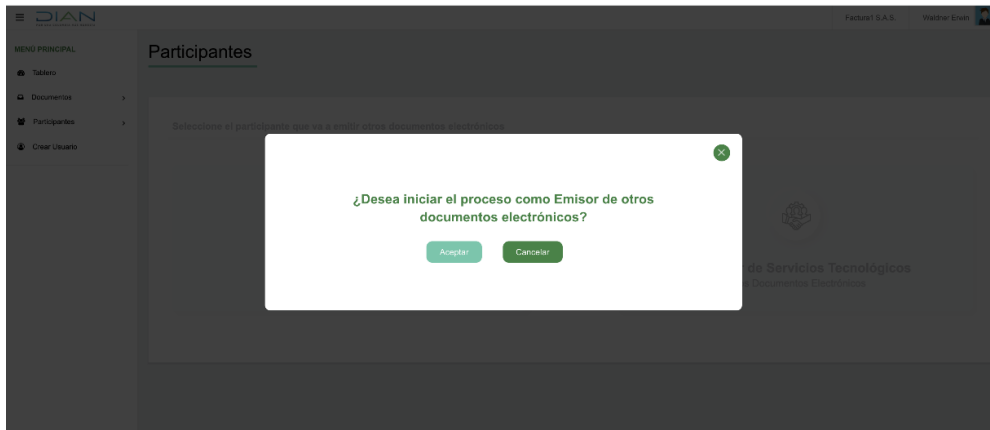 DIAN
Factura1 S.A.S. Waldner Erwin
MENÚ PRINCIPAL
Participantes
Tablero
Documentos
Participantes
Crear Usuario
Seleccione el participante que va a emitir otros documentos electrónicos
¿Desea iniciar el proceso como Emisor de otros
documentos electrónicos?
Aceptar Cancelar
de Servicios Tecnológicos
Documentos Electrónicos